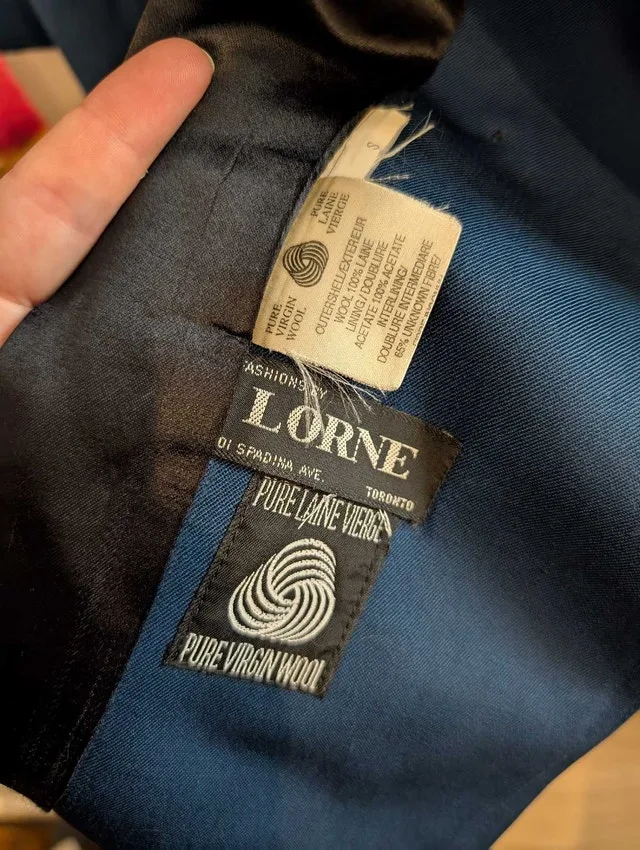 S
PURE
LAINE
VIERGE
PURE
VIRGIN
WOOL
OUTERSHELL/EXTERIEUR
WOOL 100% LAINE
LINING/DOUBLURE
ACETATE 100% ACETATE
INTERLINING/
DOUBLURE INTERMEDIARE
65% UNKNOWN FIBRE/
FASHIONS BY
LORNE
SPADINA AVE.
TORONTO
PURE LAINE VIERGE
PURE VIRGIN WOOL